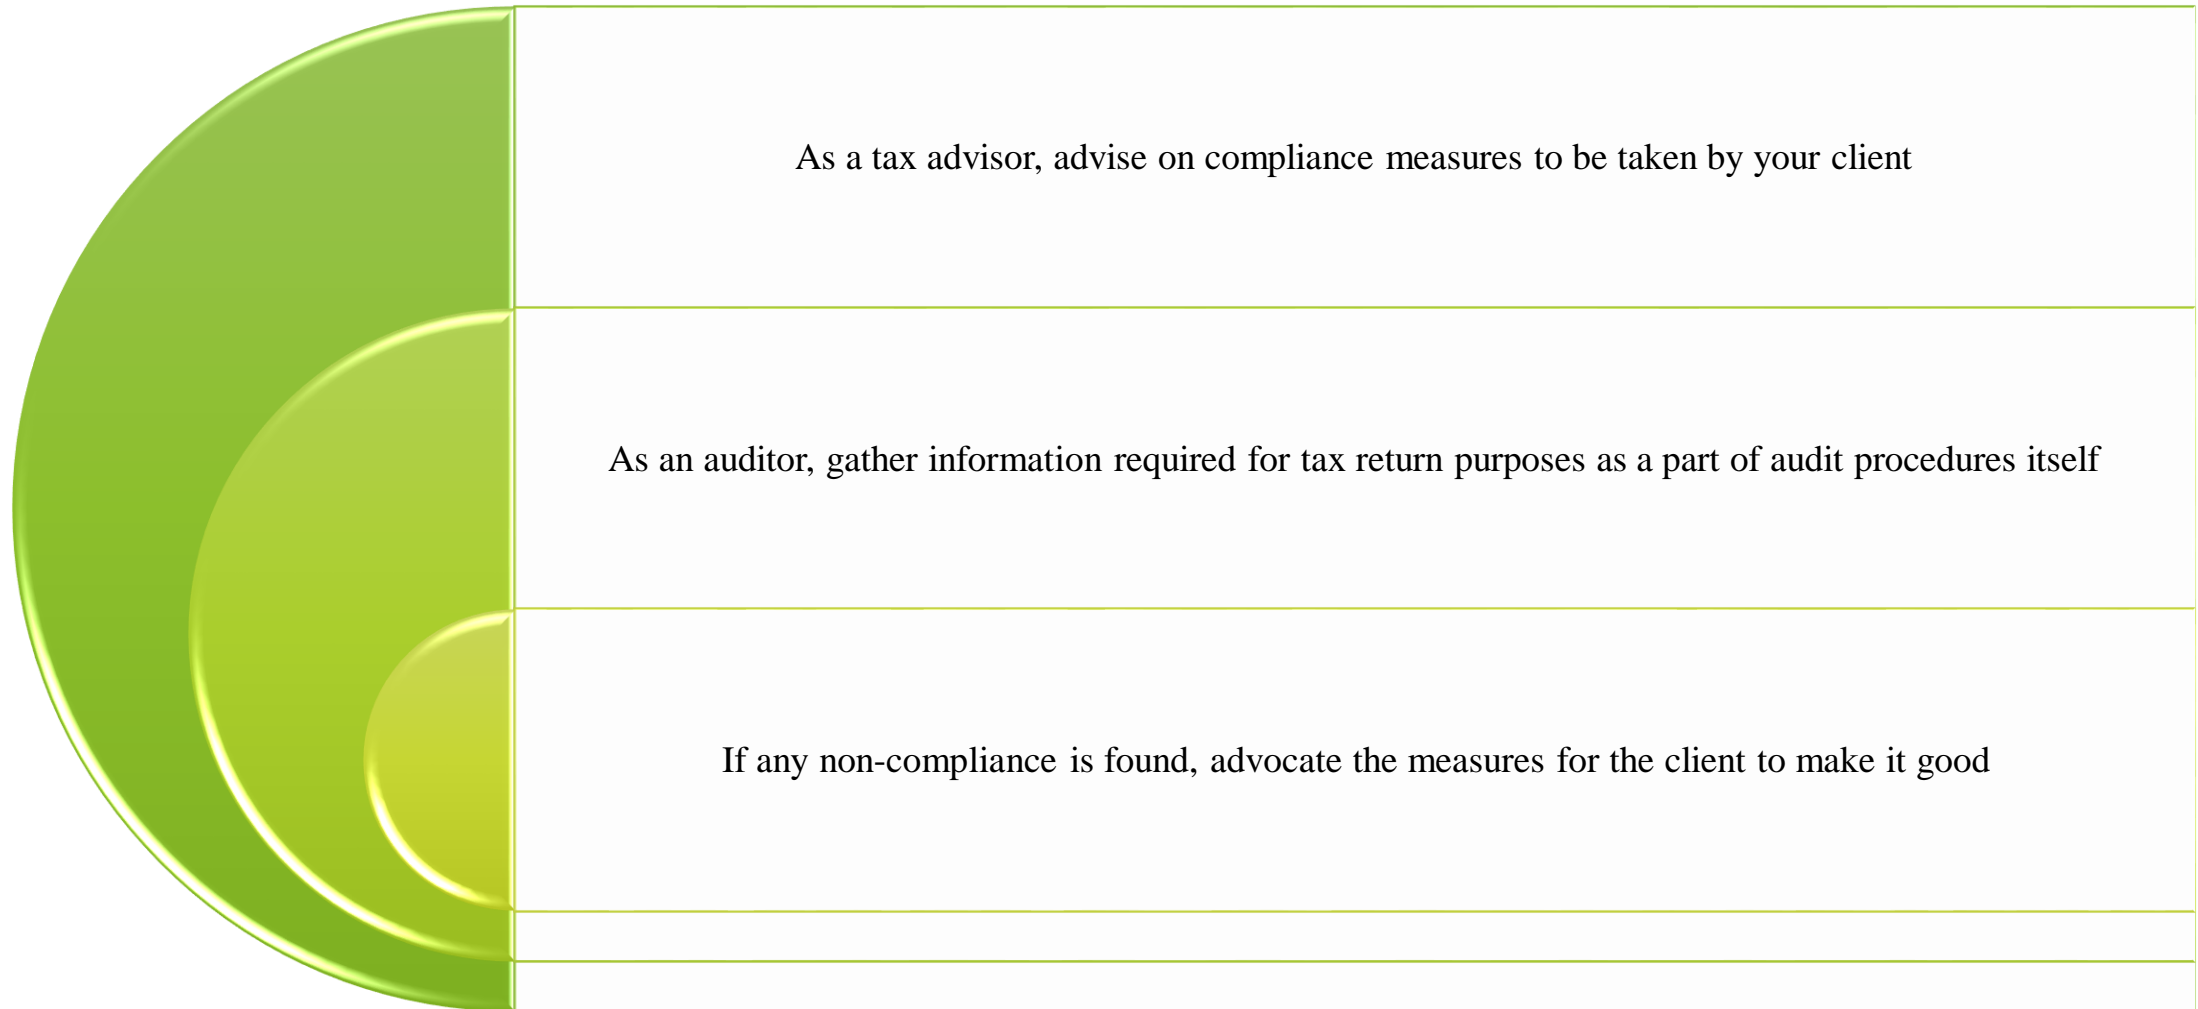 As a tax advisor, advise on compliance measures to be taken by your client
As an auditor, gather information required for tax return purposes as a part of audit procedures itself
If any non-compliance is found, advocate the measures for the client to make it good